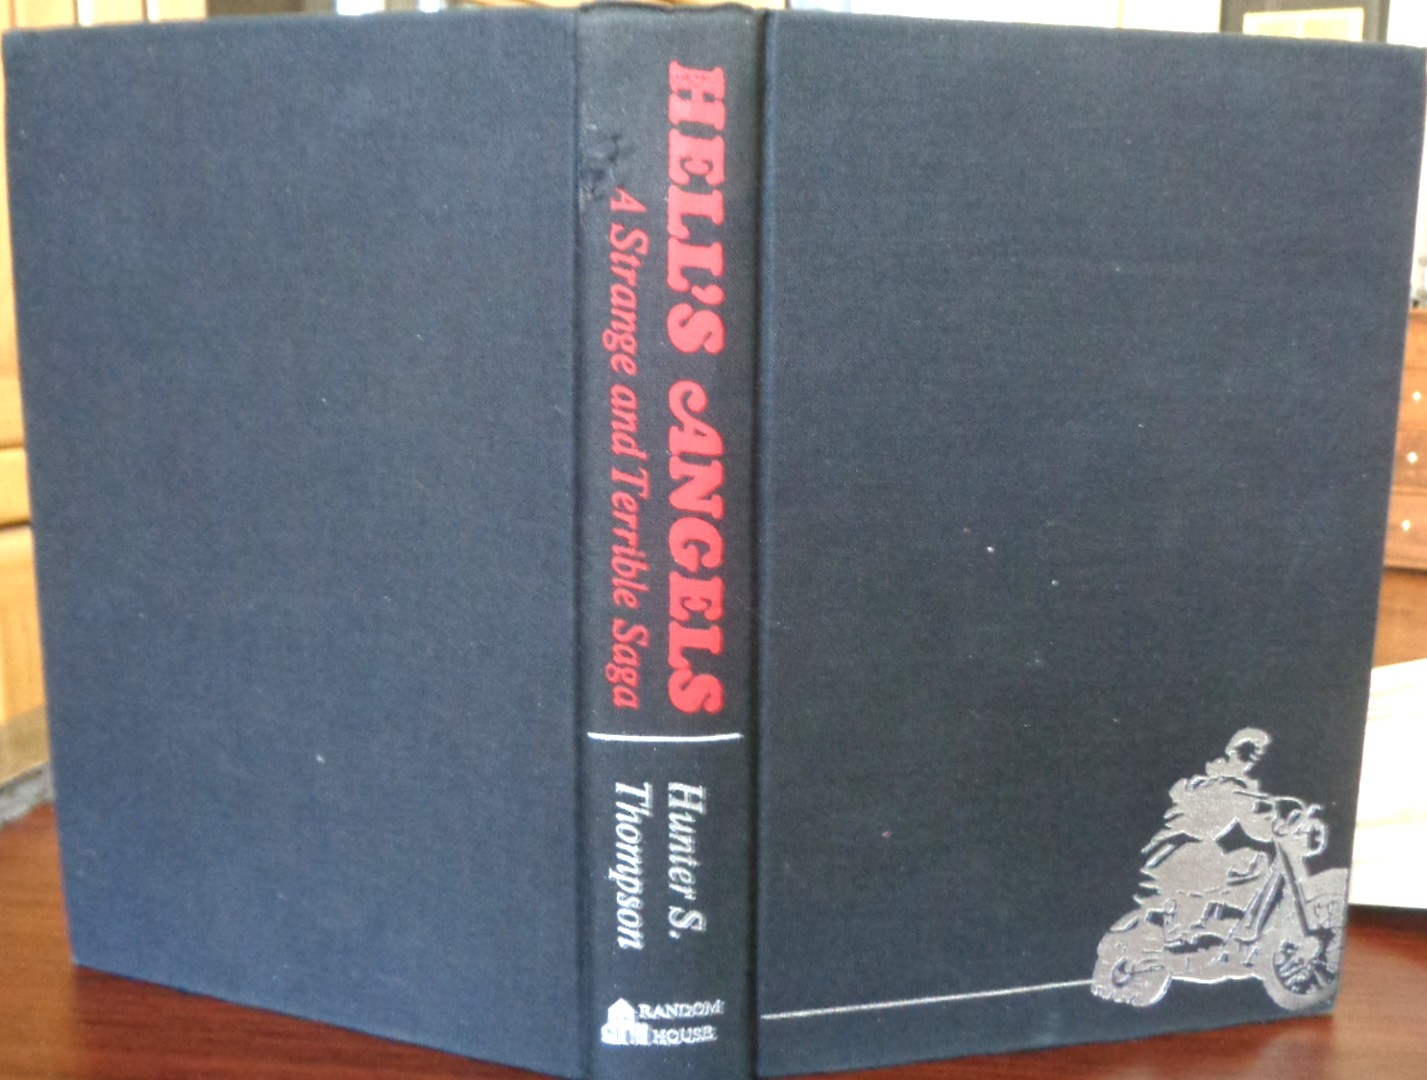 HELL'S ANGELS
A Strange and Terrible Saga
Hunter S.
Thompson
RANDOM
HOUSE